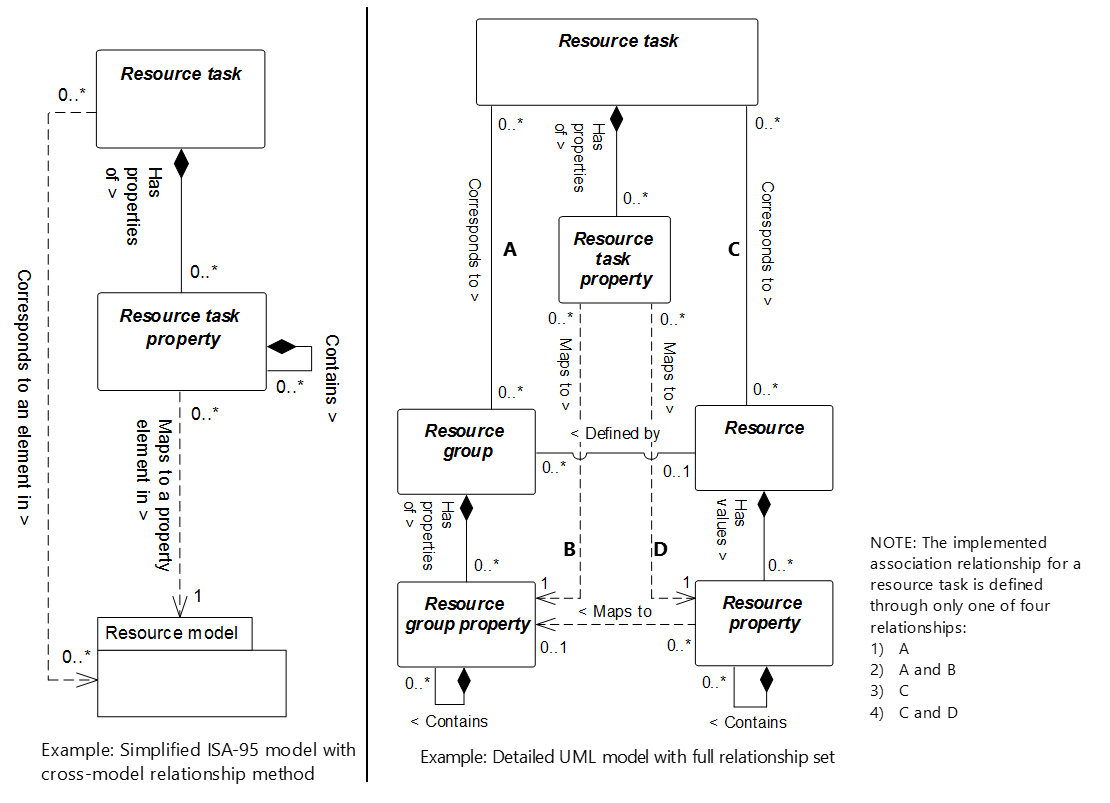 Resource task
0..*
Has
properties
of >
0..*
Corresponds to an element in >
Resource task
property
0..*
Contains >
0..*
Maps to a property
element in >
1
Resource model
0..*
Example: Simplified ISA-95 model with
cross-model relationship method
Resource task
0..*
Has
properties
of >
0..*
0..*
Corresponds to >
A
Resource
task
property
C
Corresponds to >
0..*
0..*
Maps to >
Maps to >
0..*
0..*
Resource
group
< Defined by
Resource
0..*
0..1
Has
properties
of >
0..*
B
D
Has
values >
0..*
1
1
Resource
group property
< Maps to
Resource
property
0..1
0..*
0..*
< Contains
0..*
< Contains
Example: Detailed UML model with full relationship set
NOTE: The implemented
association relationship for a
resource task is defined
through only one of four
relationships:
1) A
2) A and B
3) C
4) C and D